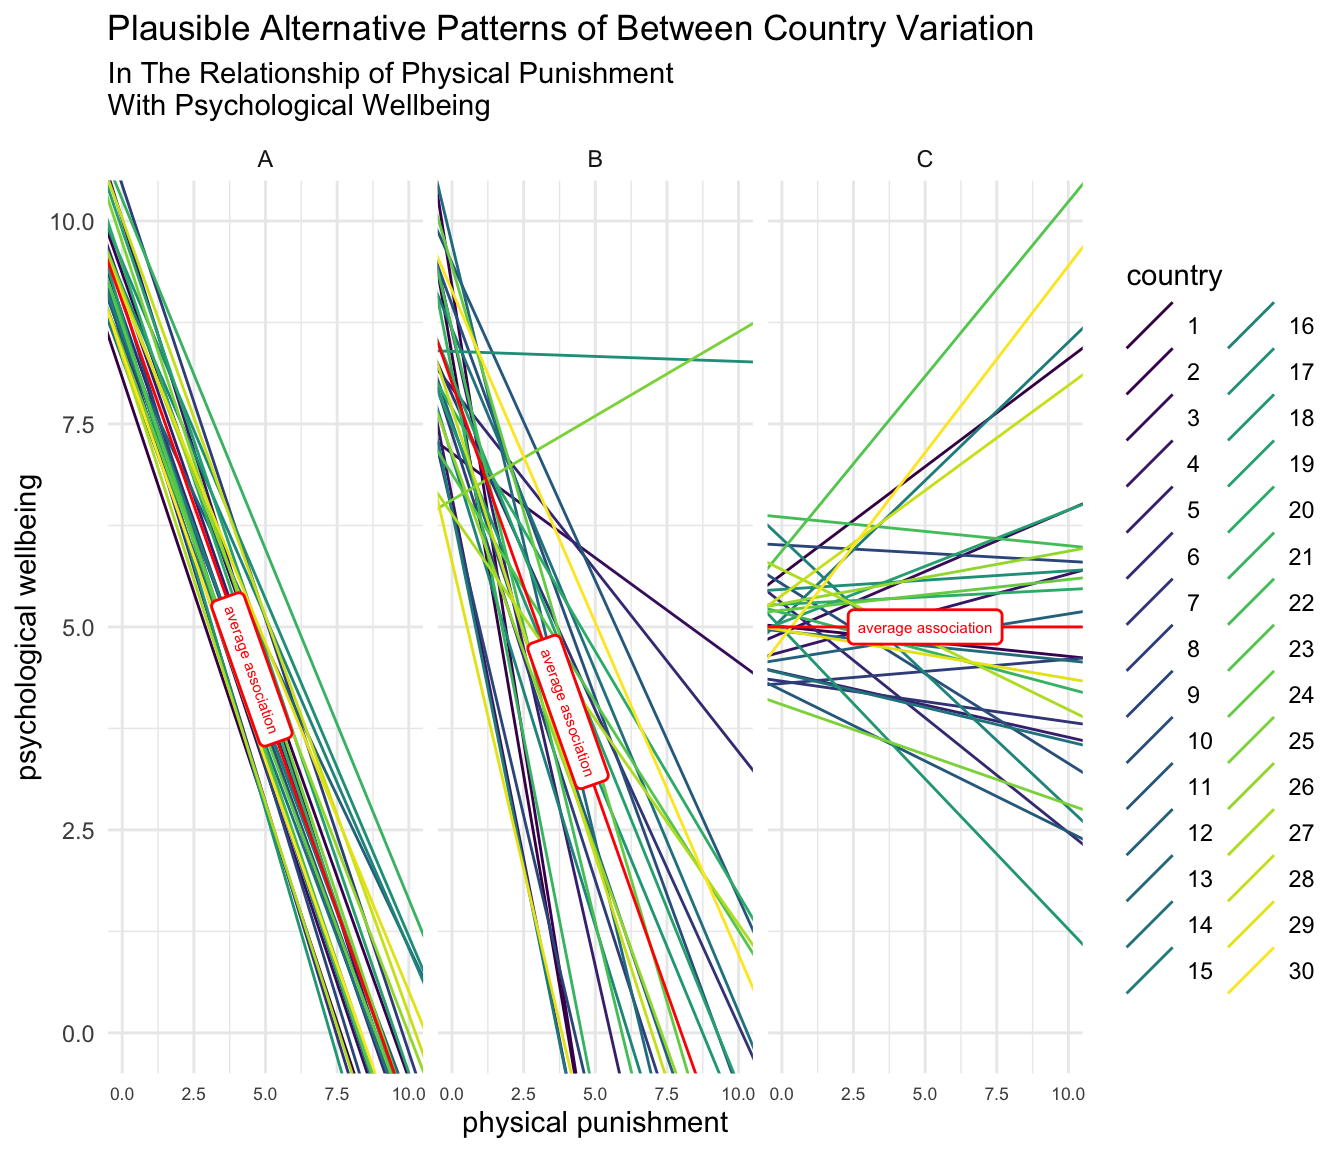 Plausible Alternative Patterns of Between Country Variation
In The Relationship of Physical Punishment
With Psychological Wellbeing
A
B
C
10.0
7.5
5.0
2.5
0.0
psychological wellbeing
average association
average association
average association
0.0 2.5 5.0 7.5 10.0
0.0 2.5 5.0 7.5 10.0
0.0 2.5 5.0 7.5 10.0
physical punishment
country
1 16
2 17
3 18
4 19
5 20
6 21
7 22
8 23
9 24
10 25
11 26
12 27
13 28
14 29
15 30